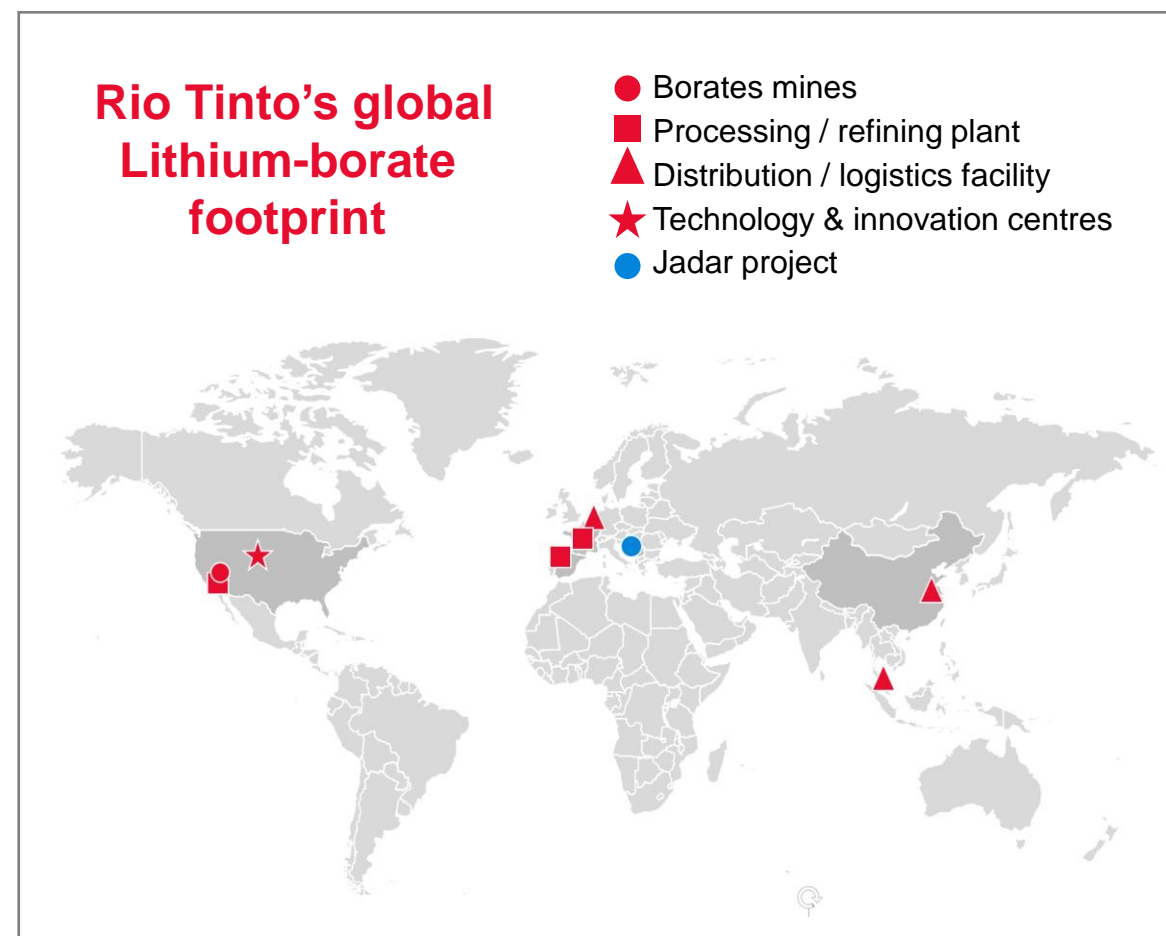 Rio Tinto’s global
Lithium-borate
footprint
Borates mines
Processing / refining plant
Distribution / logistics facility
Technology & innovation centres
Jadar project